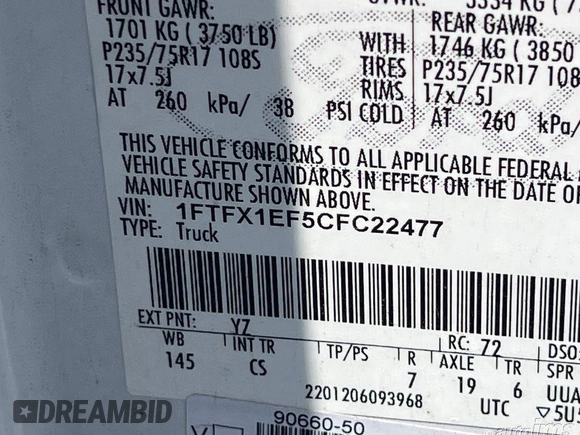 FRONT GAWR:
1701 KG ( 3750 LB)
P235/75R17 108S
17x7.5J
AT 260 kPa/ 38 PSI COLD
REAR GAWR:
WITH 1746 KG ( 3850
TIRES P235/75R17 108
RIMS 17x7.5J
AT 260 kPa/
THIS VEHICLE CONFORMS TO ALL APPLICABLE FEDERAL
VEHICLE SAFETY STANDARDS IN EFFECT ON THE DATE OF
MANUFACTURE SHOWN ABOVE.
VIN: 1FTFX1EF5CFC22477
TYPE: Truck
EXT PNT: YZ RC: 72 DSO:
WB INT TR TP/PS R AXLE TR SPR
145 CS 7 19 6 UUA
2201206093968 UTC ▽5U5
90660-50
DREAMBID